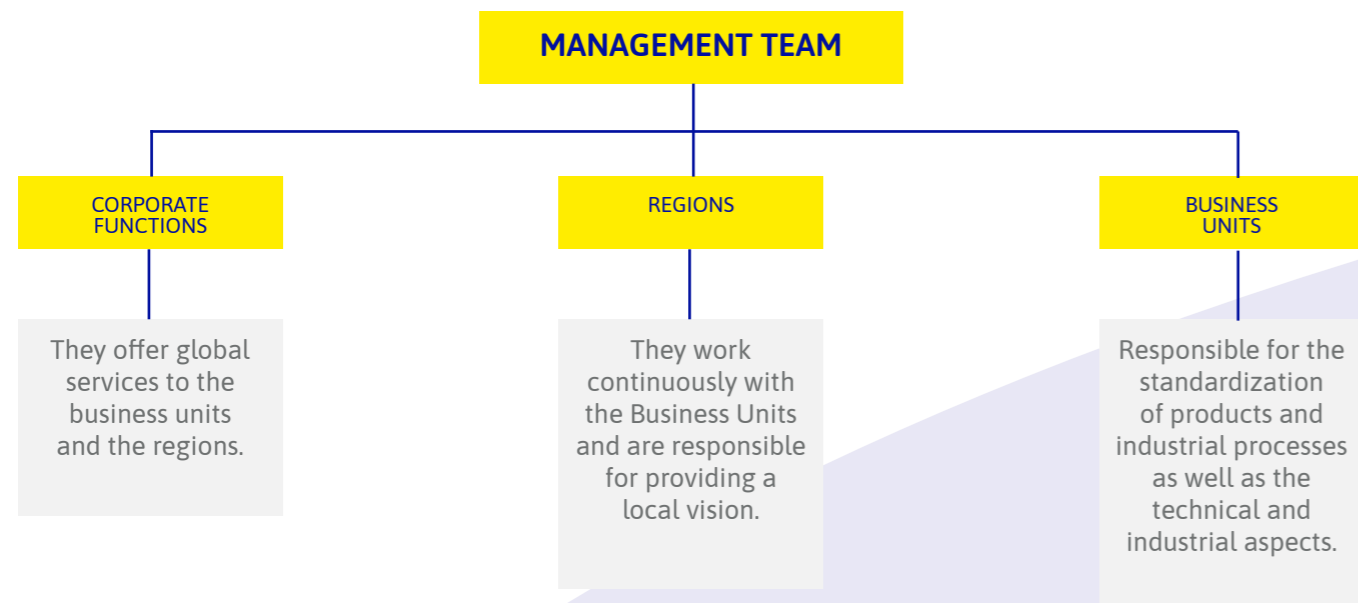 MANAGEMENT TEAM
CORPORATE
FUNCTIONS
They offer global
services to the
business units
and the regions.
REGIONS
They work
continuously with
the Business Units
and are responsible
for providing a
local vision.
BUSINESS
UNITS
Responsible for the
standardization
of products and
industrial processes
as well as the
technical and
industrial aspects.